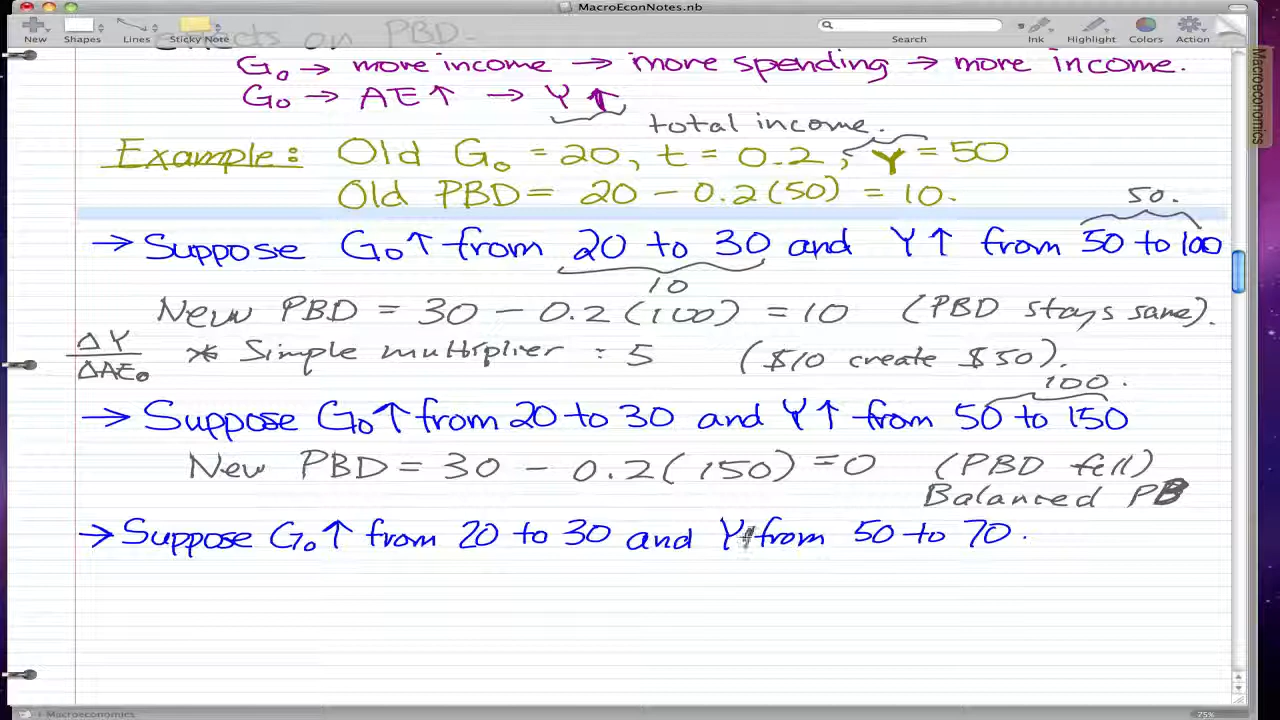 MacroEconNotes.nb
New Shapes Lines Sticky Note Search Ink Highlight Colors Action
Effects on PBD.
Macroeconomics
G₀ → more income → more spending → more income.
G₀ → AE↑ → Y↑
total income.
Example: Old G₀ = 20, t = 0.2, Y = 50
Old PBD = 20 - 0.2(50) = 10.
50.
→ Suppose G₀↑ from 20 to 30 and Y↑ from 50 to 100
10
New PBD = 30 - 0.2(100) = 10 (PBD stays same).
ΔY/ΔAE₀ * Simple multiplier = 5 ($10 create $50).
100.
→ Suppose G₀↑ from 20 to 30 and Y↑ from 50 to 150
New PBD = 30 - 0.2(150) = 0 (PBD fell)
Balanced PB
→ Suppose G₀↑ from 20 to 30 and Y↑ from 50 to 70.
Macroeconomics
75%